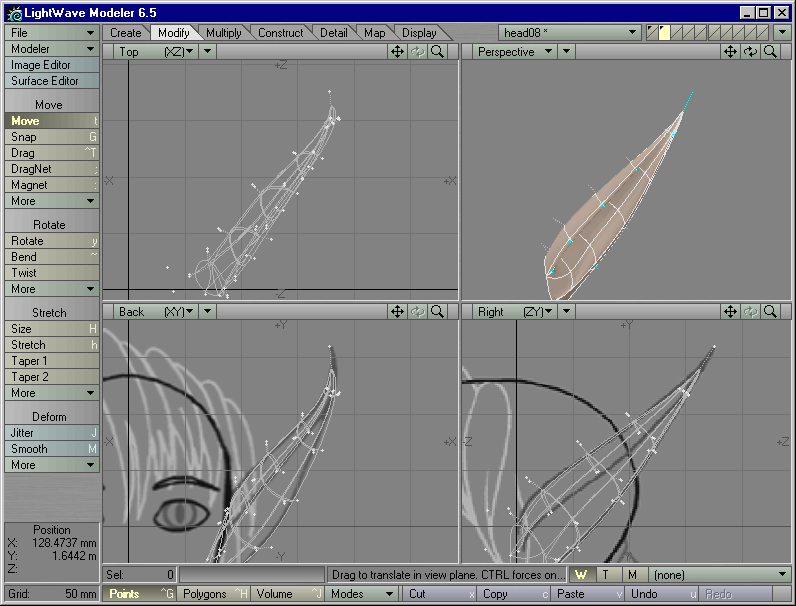 LightWave Modeler 6.5
File
Modeler
Image Editor
Surface Editor
Create Modify Multiply Construct Detail Map Display head08 *
Top (XZ)
Perspective
+Z
-X
+X
-Z
Move
Move t
Snap G
Drag ^T
DragNet ;
Magnet :
More
Rotate
Rotate y
Bend ~
Twist
More
Stretch
Size H
Stretch h
Taper 1
Taper 2
More
Deform
Jitter J
Smooth M
More
Back (XY)
Right (ZY)
+Y
+Y
-X
+X
-Z
+Z
-Y
-Y
Position
X: 128.4737 mm
Y: 1.6442 m
Z:
Grid: 50 mm
Sel: 0
Drag to translate in view plane. CTRL forces on...
W T M (none)
Points ^G Polygons ^H Volume ^J Modes Cut x Copy c Paste v Undo u Redo